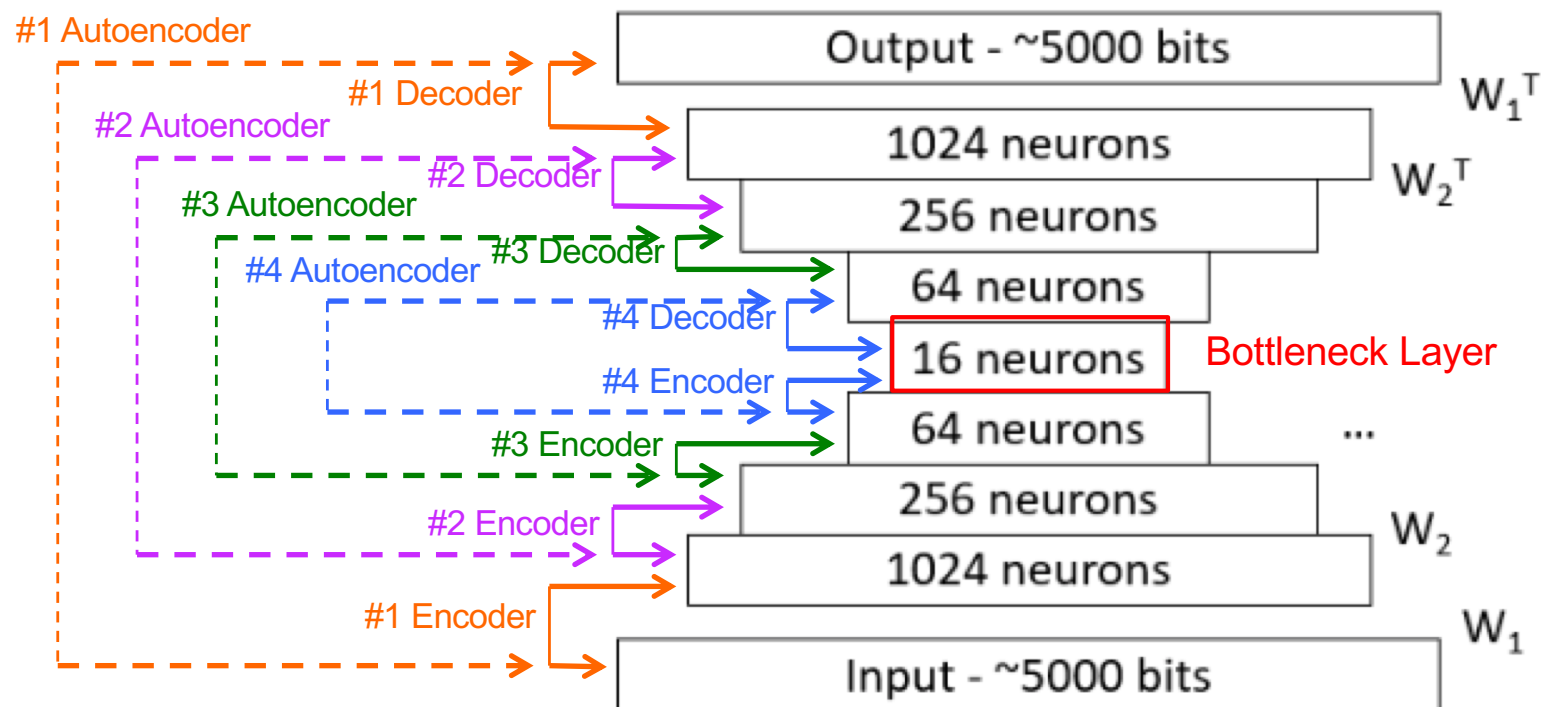 #1 Autoencoder
Output - ~5000 bits
#1 Decoder
W₁ᵀ
#2 Autoencoder
1024 neurons
#2 Decoder
W₂ᵀ
#3 Autoencoder
256 neurons
#3 Decoder
#4 Autoencoder
64 neurons
#4 Decoder
16 neurons
Bottleneck Layer
#4 Encoder
64 neurons
...
#3 Encoder
256 neurons
#2 Encoder
W₂
1024 neurons
#1 Encoder
W₁
Input - ~5000 bits